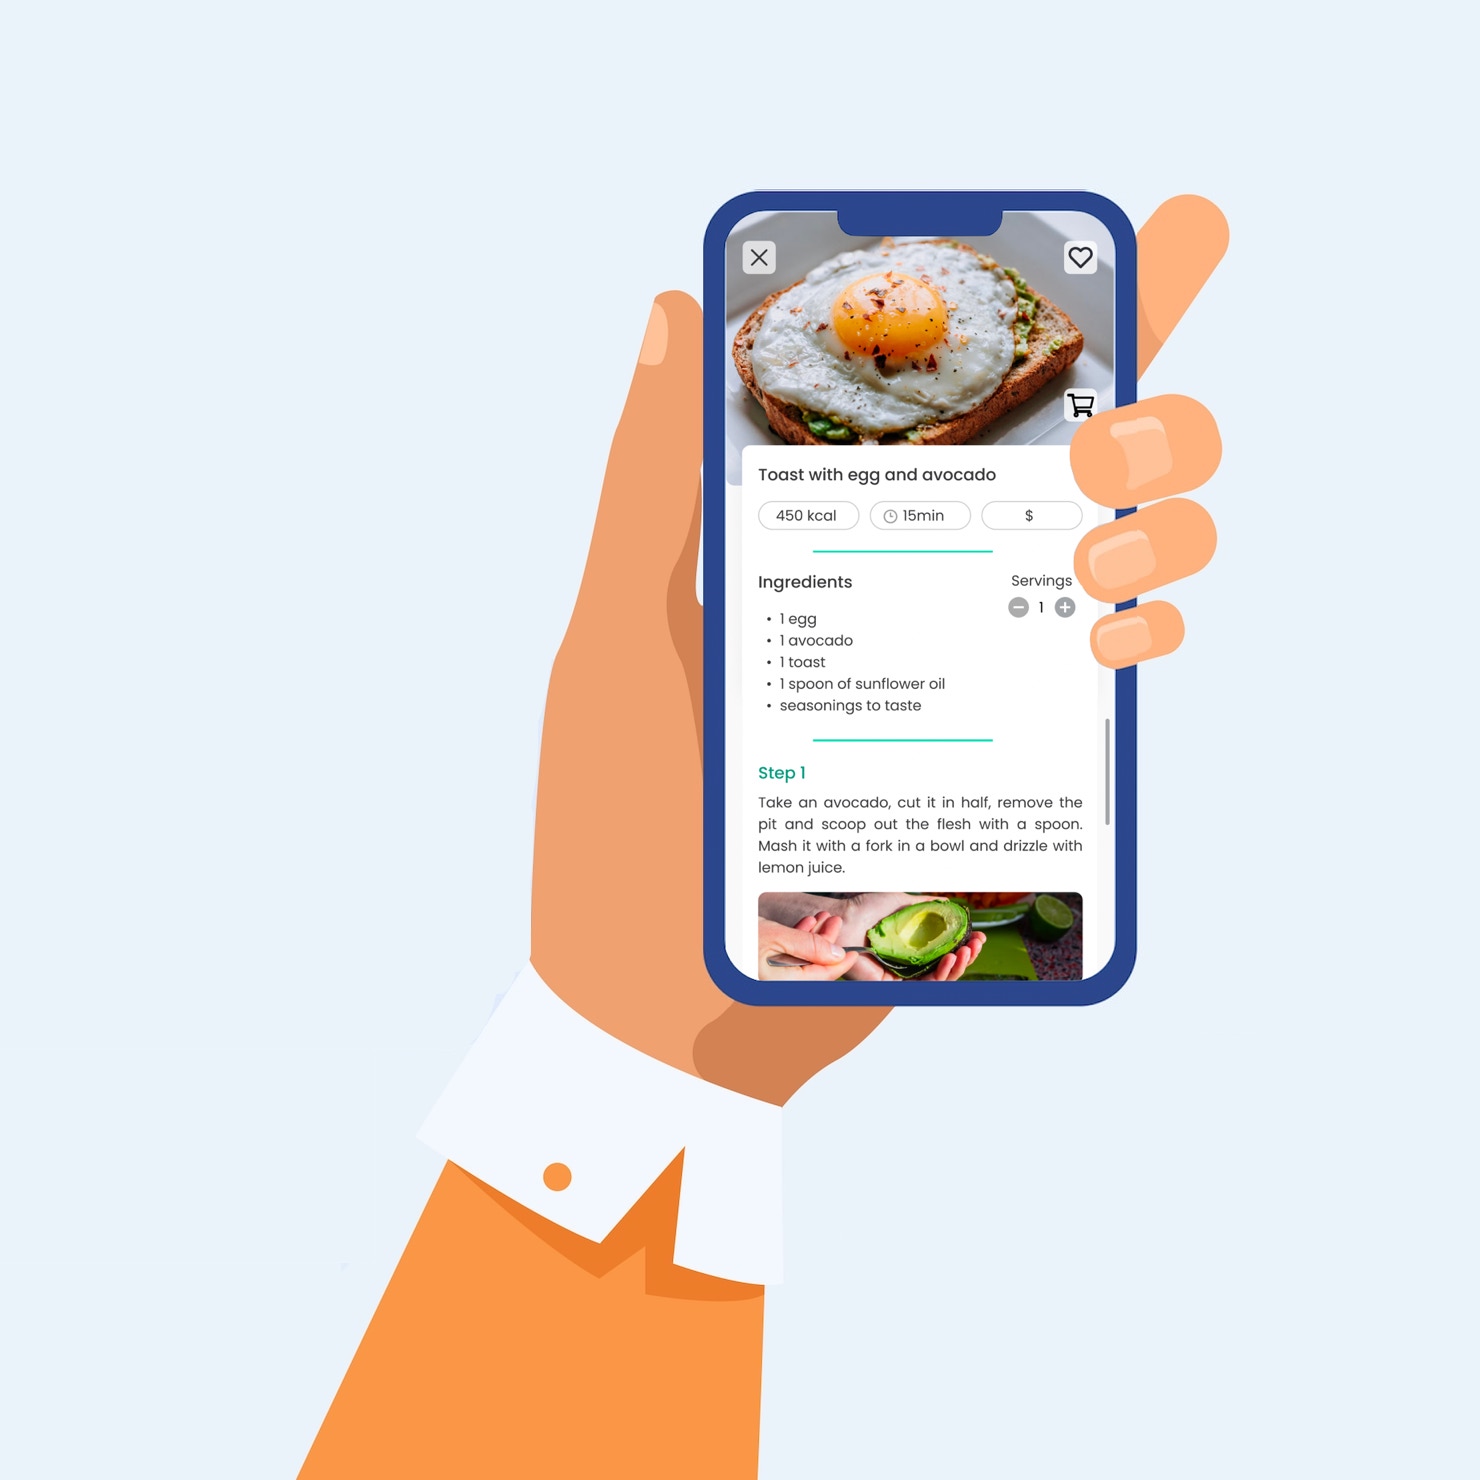 Toast with egg and avocado
450 kcal
15min
$
Ingredients
Servings
1
• 1 egg
• 1 avocado
• 1 toast
• 1 spoon of sunflower oil
• seasonings to taste
Step 1
Take an avocado, cut it in half, remove the
pit and scoop out the flesh with a spoon.
Mash it with a fork in a bowl and drizzle with
lemon juice.